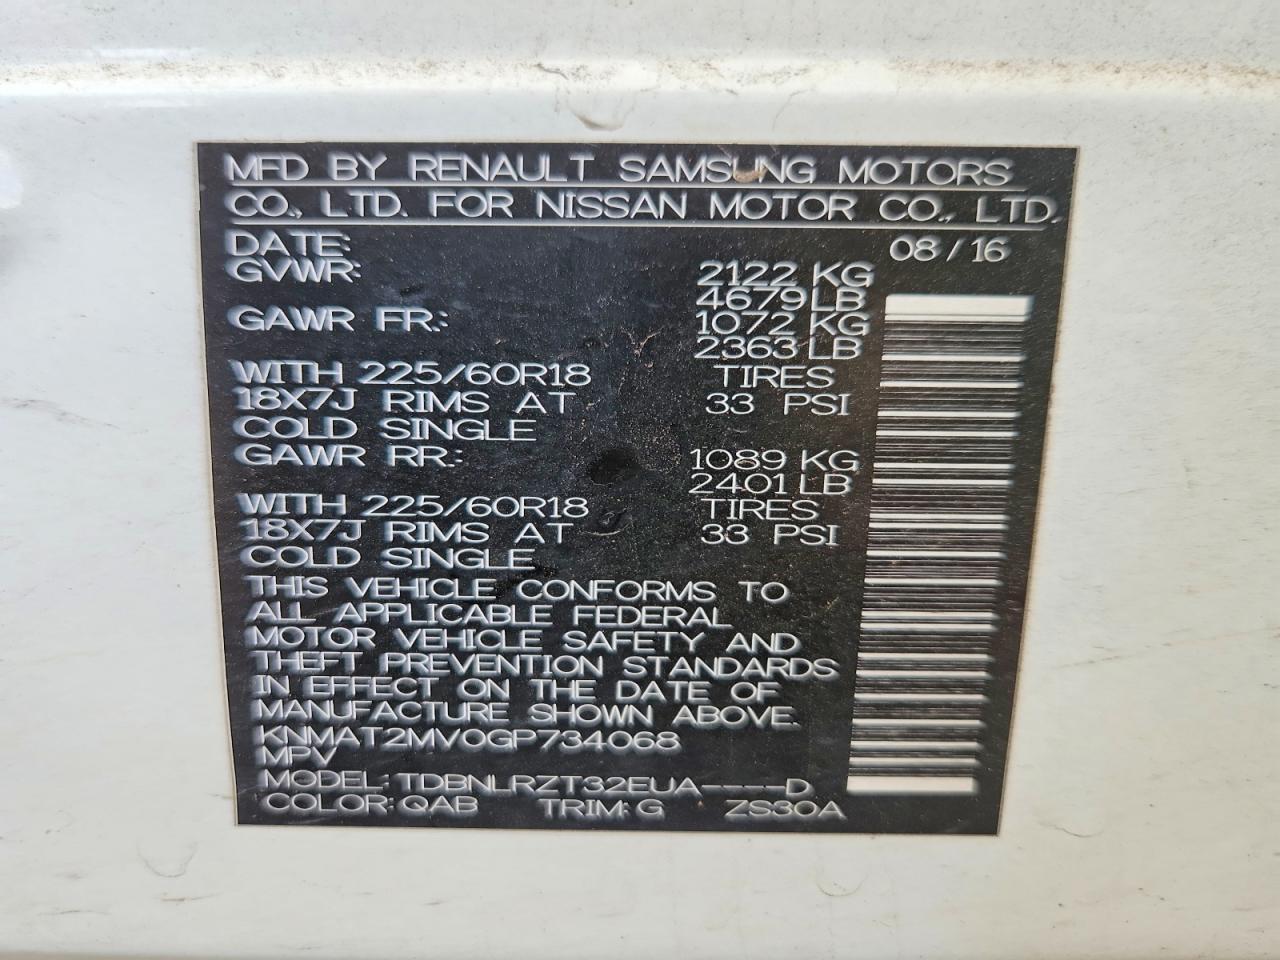 MFD BY RENAULT SAMSUNG MOTORS
CO., LTD. FOR NISSAN MOTOR CO., LTD.
DATE: 08/16
GVWR: 2122 KG
4679 LB
GAWR FR.: 1072 KG
2363 LB
WITH 225/60R18 TIRES
18X7J RIMS AT 33 PSI
COLD SINGLE
GAWR RR.: 1089 KG
2401 LB
WITH 225/60R18 TIRES
18X7J RIMS AT 33 PSI
COLD SINGLE
THIS VEHICLE CONFORMS TO
ALL APPLICABLE FEDERAL
MOTOR VEHICLE SAFETY AND
THEFT PREVENTION STANDARDS
IN EFFECT ON THE DATE OF
MANUFACTURE SHOWN ABOVE.
KNMAT2MV0GP734068
MPV
MODEL: TDBNLRZT32EUA-----D
COLOR: QAB TRIM: G ZS30A